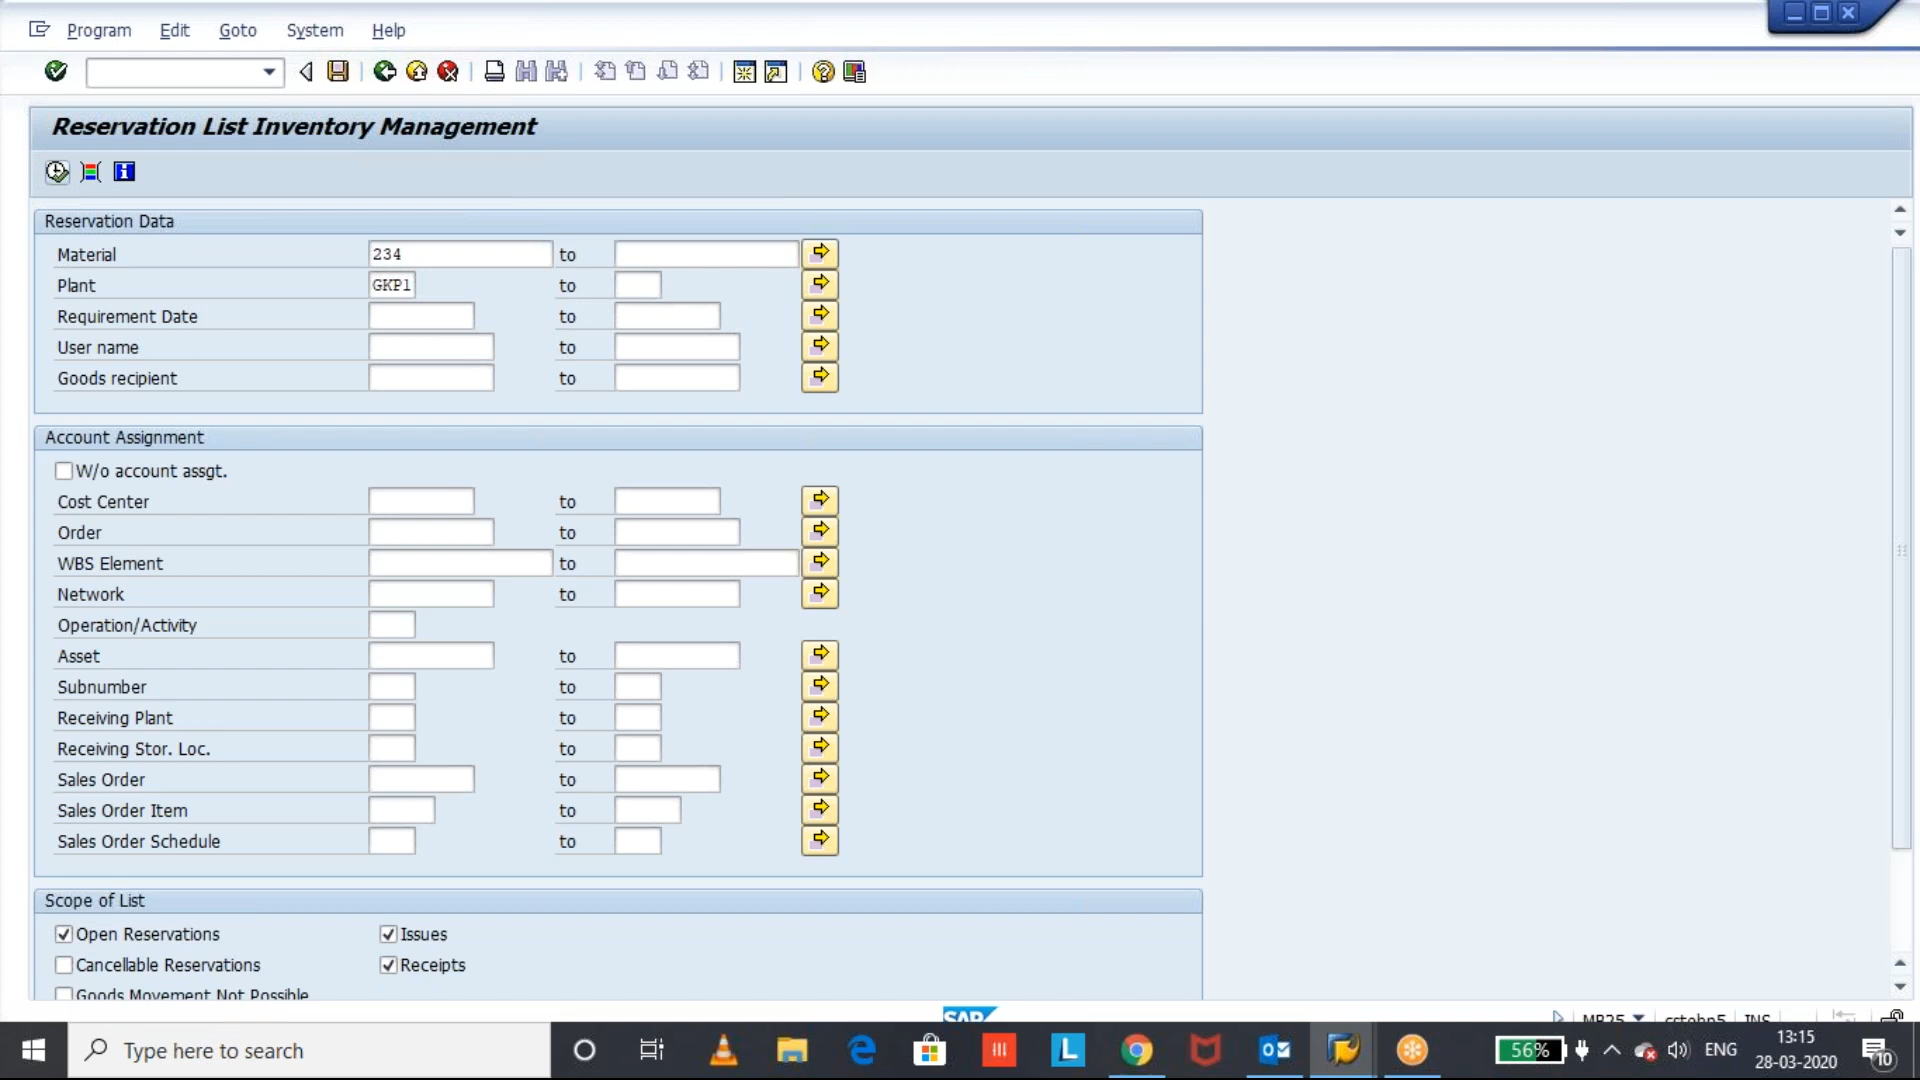 Program Edit Goto System Help
Reservation List Inventory Management
Reservation Data
Material 234 to
Plant GKP1 to
Requirement Date to
User name to
Goods recipient to
Account Assignment
W/o account assgt.
Cost Center to
Order to
WBS Element to
Network to
Operation/Activity
Asset to
Subnumber to
Receiving Plant to
Receiving Stor. Loc. to
Sales Order to
Sales Order Item to
Sales Order Schedule to
Scope of List
Open Reservations Issues
Cancellable Reservations Receipts
Goods Movement Not Possible
SAP MB25 INS
Type here to search 56% ENG 13:15
28-03-2020 10